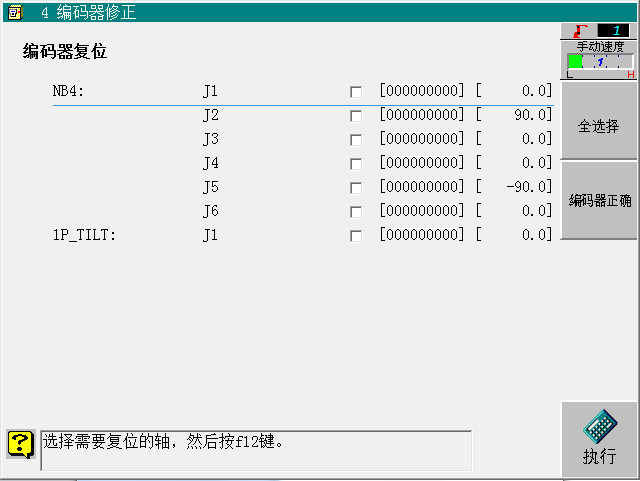 4 编码器修正
1
手动速度
1
L H
编码器复位
NB4: J1 [000000000] [ 0.0]
J2 [000000000] [ 90.0]
J3 [000000000] [ 0.0]
J4 [000000000] [ 0.0]
J5 [000000000] [ -90.0]
J6 [000000000] [ 0.0]
1P_TILT: J1 [000000000] [ 0.0]
全选择
编码器正确
?
选择需要复位的轴，然后按f12键。
执行